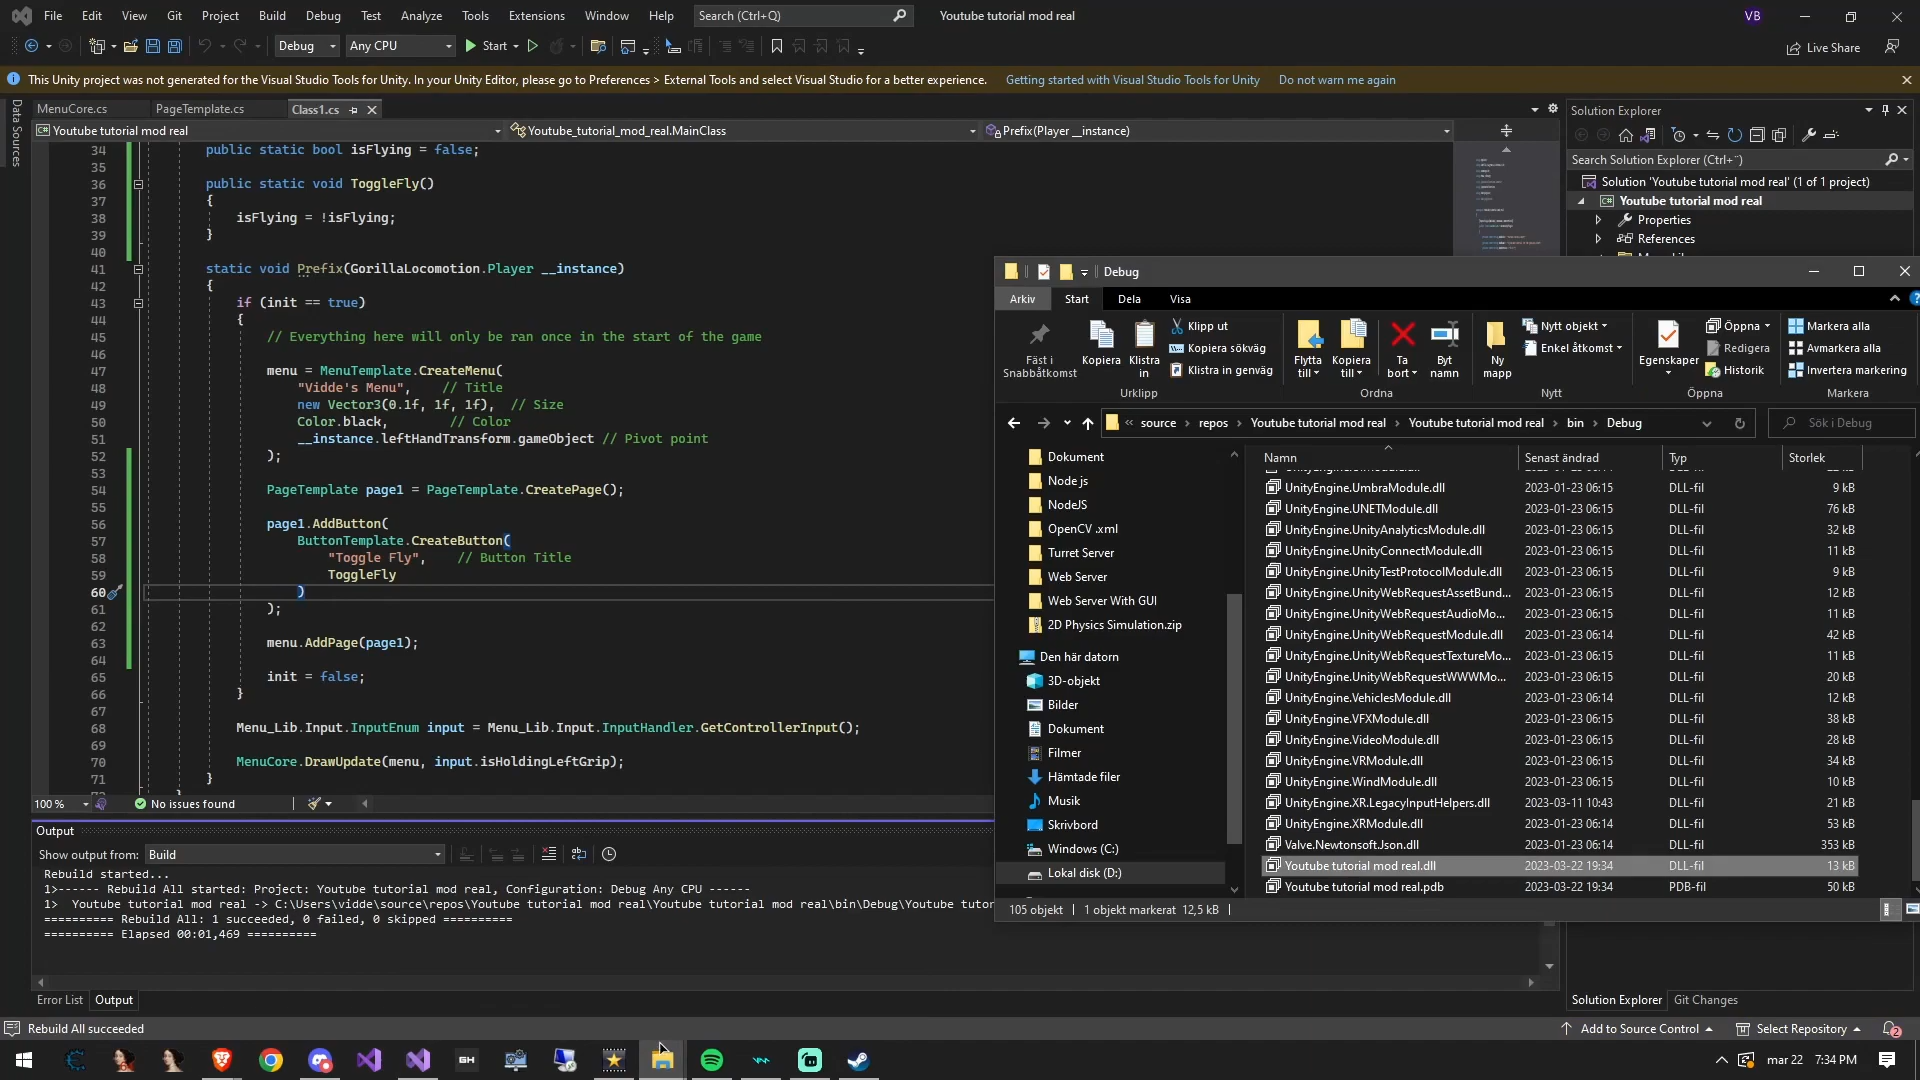 File Edit View Git Project Build Debug Test Analyze Tools Extensions Window Help Search (Ctrl+Q) Youtube tutorial mod real VB
Debug Any CPU Start Live Share
This Unity project was not generated for the Visual Studio Tools for Unity. In your Unity Editor, please go to Preferences > External Tools and select Visual Studio for a better experience. Getting started with Visual Studio Tools for Unity Do not warn me again
Data Sources
MenuCore.cs PageTemplate.cs Class1.cs
Youtube tutorial mod real Youtube_tutorial_mod_real.MainClass Prefix(Player __instance)
34 public static bool isFlying = false;
35
36 public static void ToggleFly()
37 {
38 isFlying = !isFlying;
39 }
40
41 static void Prefix(GorillaLocomotion.Player __instance)
42 {
43 if (init == true)
44 {
45 // Everything here will only be ran once in the start of the game
46
47 menu = MenuTemplate.CreateMenu(
48 "Vidde's Menu", // Title
49 new Vector3(0.1f, 1f, 1f), // Size
50 Color.black, // Color
51 __instance.leftHandTransform.gameObject // Pivot point
52 );
53
54 PageTemplate page1 = PageTemplate.CreatePage();
55
56 page1.AddButton(
57 ButtonTemplate.CreateButton(
58 "Toggle Fly", // Button Title
59 ToggleFly
60 )
61 );
62
63 menu.AddPage(page1);
64
65 init = false;
66 }
67
68 Menu_Lib.Input.InputEnum input = Menu_Lib.Input.InputHandler.GetControllerInput();
69
70 MenuCore.DrawUpdate(menu, input.isHoldingLeftGrip);
71 }
100 % No issues found
Output
Show output from: Build
Rebuild started...
1>------ Rebuild All started: Project: Youtube tutorial mod real, Configuration: Debug Any CPU ------
1> Youtube tutorial mod real -> C:\Users\vidde\source\repos\Youtube tutorial mod real\Youtube tutorial mod real\bin\Debug\Youtube tutor
========== Rebuild All: 1 succeeded, 0 failed, 0 skipped ==========
========== Elapsed 00:01,469 ==========
Error List Output
Rebuild All succeeded
Solution Explorer
Search Solution Explorer (Ctrl+¨)
Solution 'Youtube tutorial mod real' (1 of 1 project)
Youtube tutorial mod real
Properties
References
Debug
Arkiv Start Dela Visa
Fäst i Snabbåtkomst
Kopiera
Klistra in
Klipp ut
Kopiera sökväg
Klistra in genväg
Urklipp
Flytta till
Kopiera till
Ta bort
Byt namn
Ordna
Ny mapp
Nytt objekt
Enkel åtkomst
Nytt
Egenskaper
Öppna
Redigera
Historik
Öppna
Markera alla
Avmarkera alla
Invertera markering
Markera
« source › repos › Youtube tutorial mod real › Youtube tutorial mod real › bin › Debug
Sök i Debug
Dokument
Node js
NodeJS
OpenCV .xml
Turret Server
Web Server
Web Server With GUI
2D Physics Simulation.zip
Den här datorn
3D-objekt
Bilder
Dokument
Filmer
Hämtade filer
Musik
Skrivbord
Windows (C:)
Lokal disk (D:)
Namn Senast ändrad Typ Storlek
UnityEngine.UmbraModule.dll 2023-01-23 06:15 DLL-fil 9 kB
UnityEngine.UNETModule.dll 2023-01-23 06:15 DLL-fil 76 kB
UnityEngine.UnityAnalyticsModule.dll 2023-01-23 06:15 DLL-fil 32 kB
UnityEngine.UnityConnectModule.dll 2023-01-23 06:15 DLL-fil 11 kB
UnityEngine.UnityTestProtocolModule.dll 2023-01-23 06:15 DLL-fil 9 kB
UnityEngine.UnityWebRequestAssetBund... 2023-01-23 06:15 DLL-fil 12 kB
UnityEngine.UnityWebRequestAudioMo... 2023-01-23 06:15 DLL-fil 11 kB
UnityEngine.UnityWebRequestModule.dll 2023-01-23 06:14 DLL-fil 42 kB
UnityEngine.UnityWebRequestTextureMo... 2023-01-23 06:15 DLL-fil 11 kB
UnityEngine.UnityWebRequestWWWMo... 2023-01-23 06:15 DLL-fil 20 kB
UnityEngine.VehiclesModule.dll 2023-01-23 06:14 DLL-fil 12 kB
UnityEngine.VFXModule.dll 2023-01-23 06:15 DLL-fil 38 kB
UnityEngine.VideoModule.dll 2023-01-23 06:15 DLL-fil 28 kB
UnityEngine.VRModule.dll 2023-01-23 06:15 DLL-fil 34 kB
UnityEngine.WindModule.dll 2023-01-23 06:15 DLL-fil 10 kB
UnityEngine.XR.LegacyInputHelpers.dll 2023-03-11 10:43 DLL-fil 21 kB
UnityEngine.XRModule.dll 2023-01-23 06:14 DLL-fil 53 kB
Valve.Newtonsoft.Json.dll 2023-01-23 06:14 DLL-fil 353 kB
Youtube tutorial mod real.dll 2023-03-22 19:34 DLL-fil 13 kB
Youtube tutorial mod real.pdb 2023-03-22 19:34 PDB-fil 50 kB
105 objekt 1 objekt markerat 12,5 kB
Solution Explorer Git Changes
Add to Source Control Select Repository 2
GH mar 22 7:34 PM